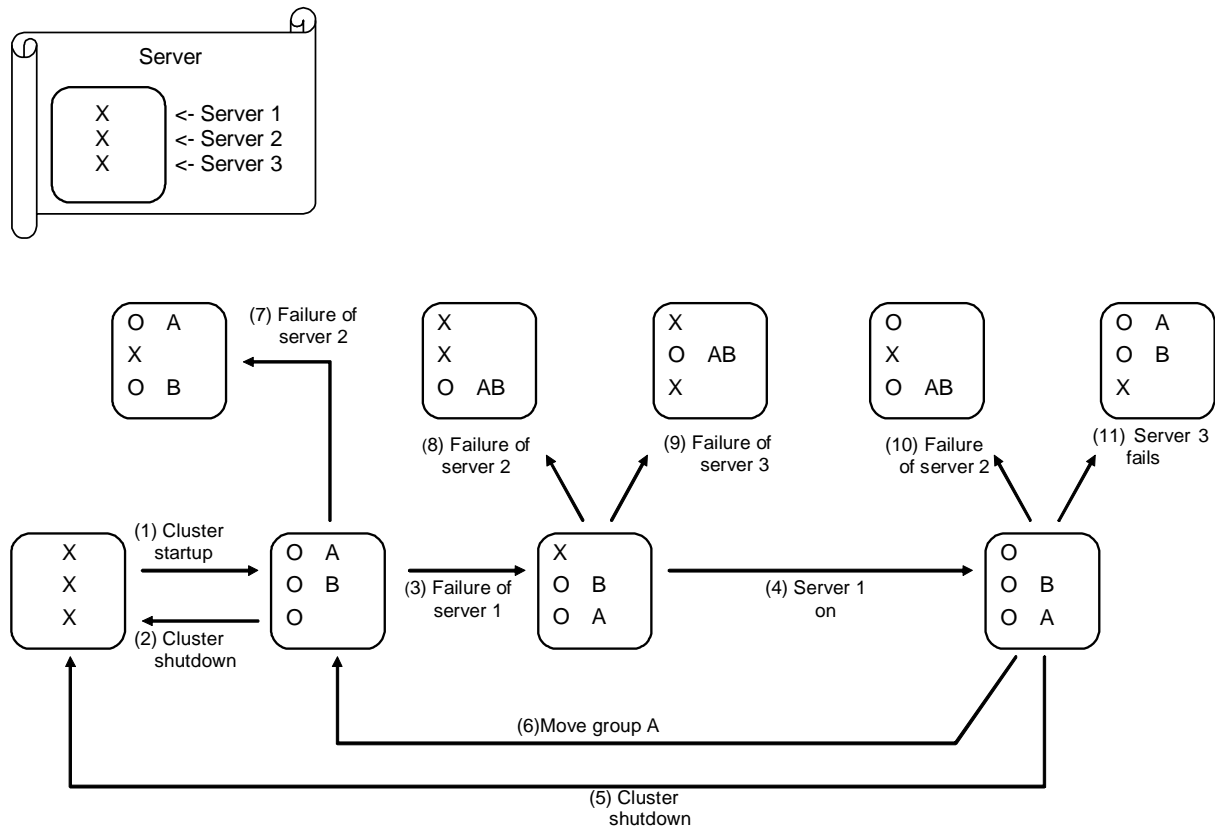 Server
X <- Server 1
X <- Server 2
X <- Server 3
O A
X
O B
(7) Failure of
server 2
X
X
O AB
X
O AB
X
O
X
O AB
O A
O B
X
(8) Failure of
server 2
(9) Failure of
server 3
(10) Failure
of server 2
(11) Server 3
fails
X
X
X
(1) Cluster
startup
(2) Cluster
shutdown
O A
O B
O
(3) Failure of
server 1
X
O B
O A
(4) Server 1
on
O
O B
O A
(6)Move group A
(5) Cluster
shutdown